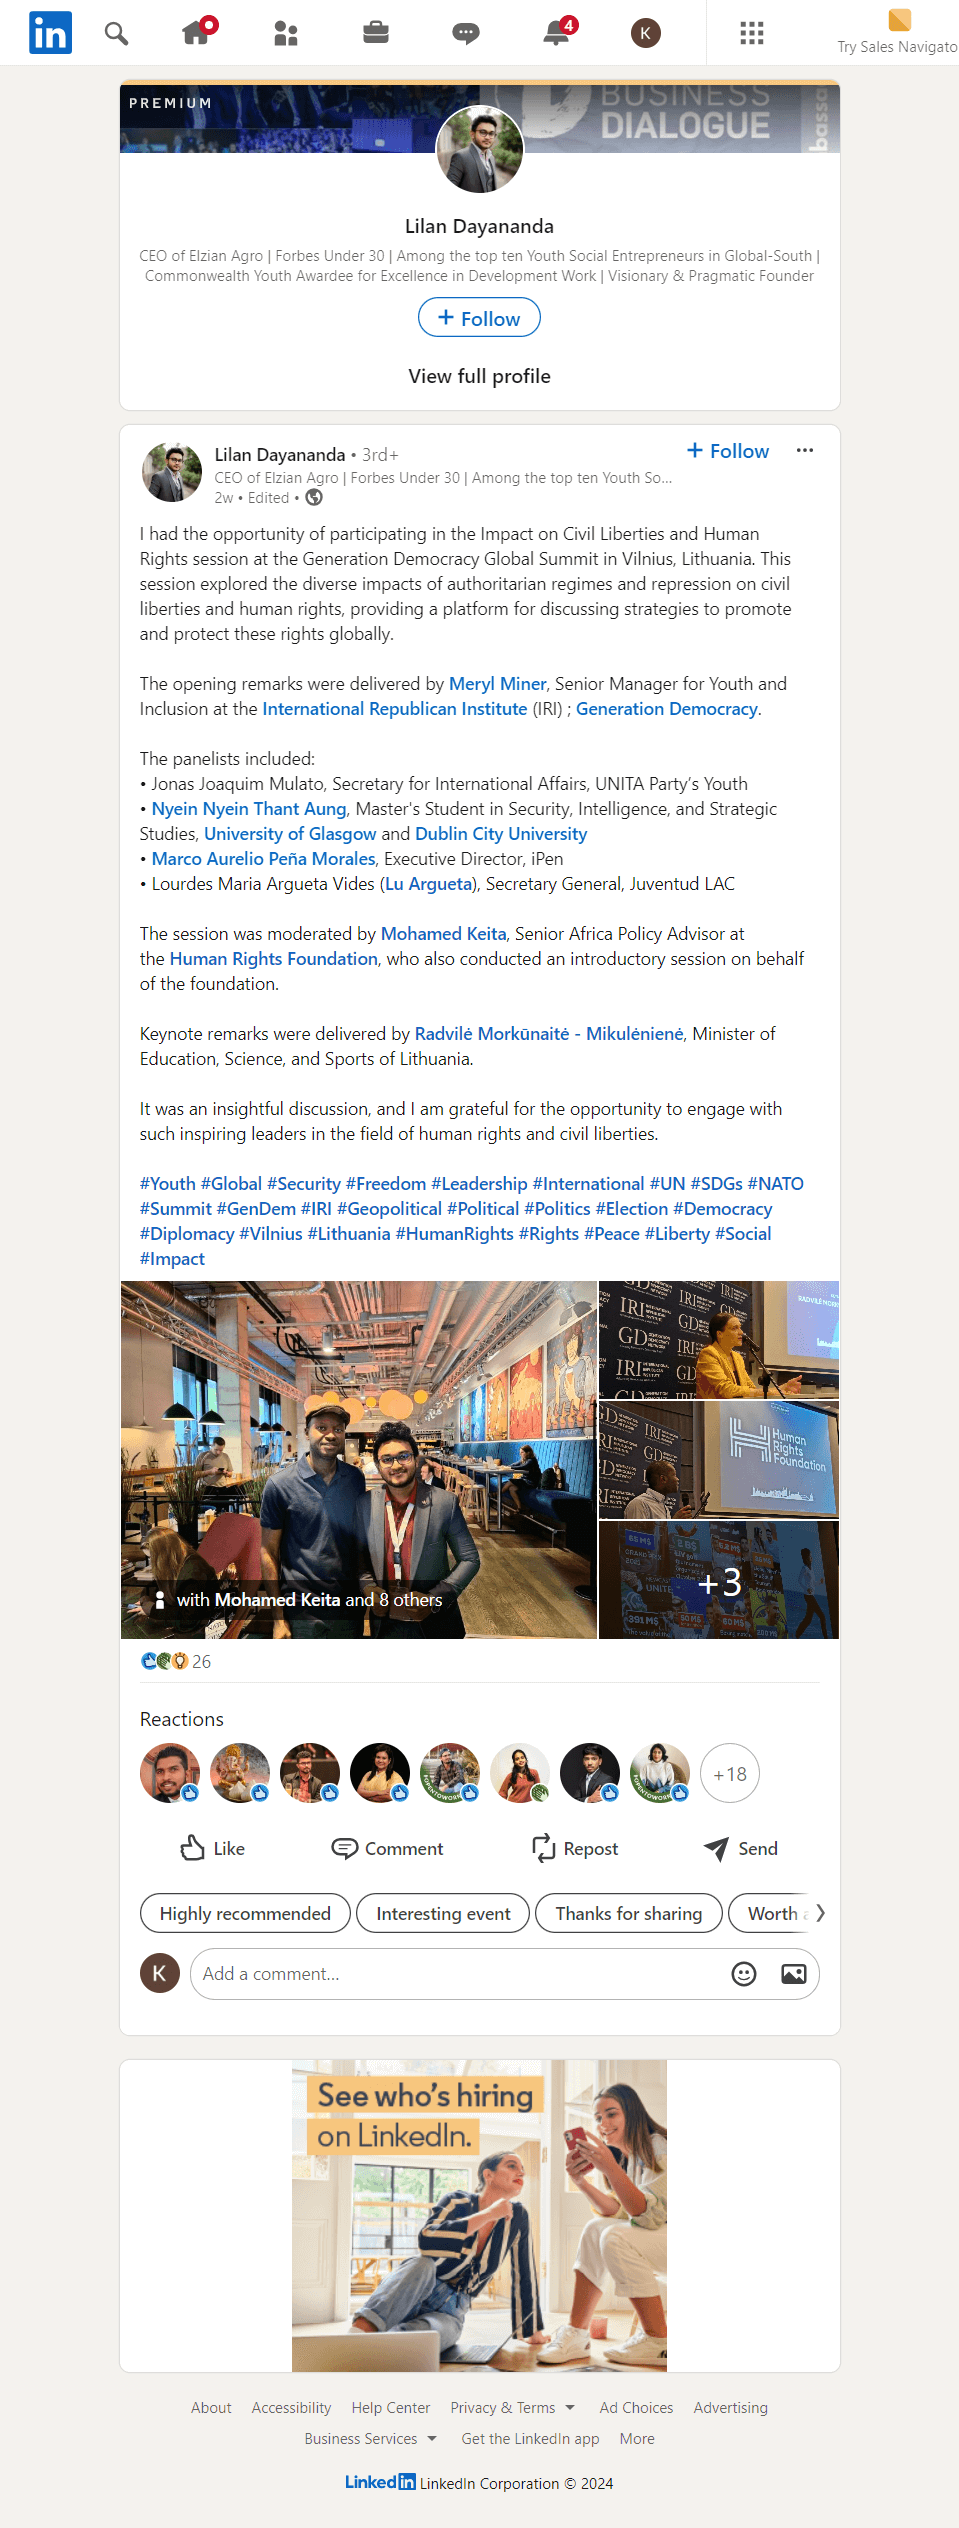 in
4
K
Try Sales Navigato
PREMIUM
BUSINESS
DIALOGUE
bassa
Lilan Dayananda
CEO of Elzian Agro | Forbes Under 30 | Among the top ten Youth Social Entrepreneurs in Global-South |
Commonwealth Youth Awardee for Excellence in Development Work | Visionary & Pragmatic Founder
+ Follow
View full profile
Lilan Dayananda • 3rd+
+ Follow
CEO of Elzian Agro | Forbes Under 30 | Among the top ten Youth So...
2w • Edited •
I had the opportunity of participating in the Impact on Civil Liberties and Human
Rights session at the Generation Democracy Global Summit in Vilnius, Lithuania. This
session explored the diverse impacts of authoritarian regimes and repression on civil
liberties and human rights, providing a platform for discussing strategies to promote
and protect these rights globally.
The opening remarks were delivered by Meryl Miner, Senior Manager for Youth and
Inclusion at the International Republican Institute (IRI) ; Generation Democracy.
The panelists included:
• Jonas Joaquim Mulato, Secretary for International Affairs, UNITA Party’s Youth
• Nyein Nyein Thant Aung, Master's Student in Security, Intelligence, and Strategic
Studies, University of Glasgow and Dublin City University
• Marco Aurelio Peña Morales, Executive Director, iPen
• Lourdes Maria Argueta Vides (Lu Argueta), Secretary General, Juventud LAC
The session was moderated by Mohamed Keita, Senior Africa Policy Advisor at
the Human Rights Foundation, who also conducted an introductory session on behalf
of the foundation.
Keynote remarks were delivered by Radvilė Morkūnaitė - Mikulėnienė, Minister of
Education, Science, and Sports of Lithuania.
It was an insightful discussion, and I am grateful for the opportunity to engage with
such inspiring leaders in the field of human rights and civil liberties.
#Youth #Global #Security #Freedom #Leadership #International #UN #SDGs #NATO
#Summit #GenDem #IRI #Geopolitical #Political #Politics #Election #Democracy
#Diplomacy #Vilnius #Lithuania #HumanRights #Rights #Peace #Liberty #Social
#Impact
IRI
GD
IRI
Human
Rights
Foundation
+3
with Mohamed Keita and 8 others
26
Reactions
+18
Like
Comment
Repost
Send
Highly recommended
Interesting event
Thanks for sharing
Worth
K
Add a comment...
See who’s hiring
on LinkedIn.
About
Accessibility
Help Center
Privacy & Terms
Ad Choices
Advertising
Business Services
Get the LinkedIn app
More
Linked in LinkedIn Corporation © 2024